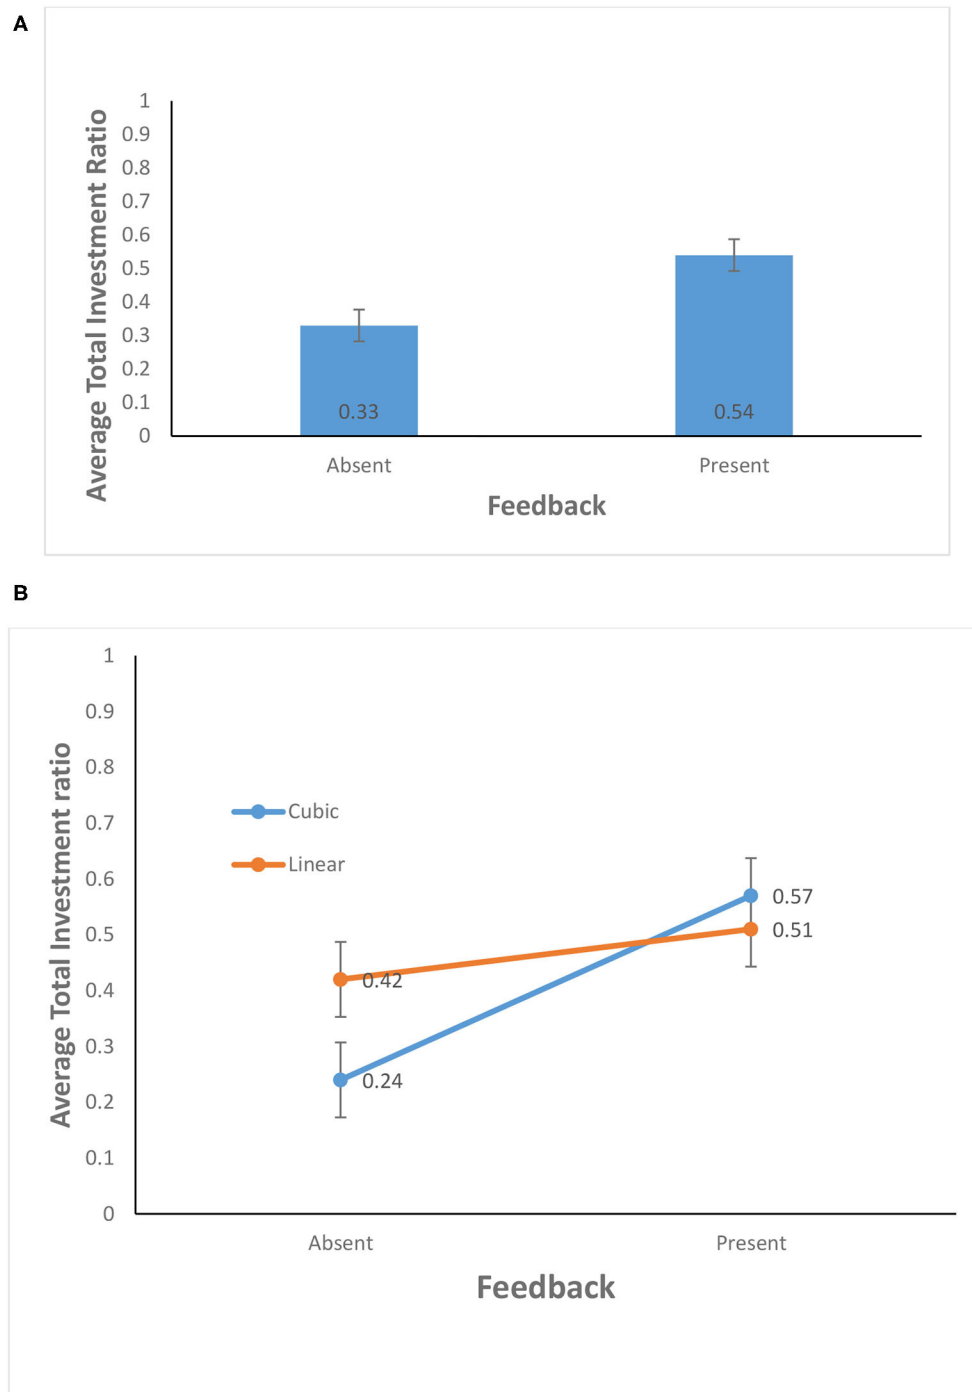 A
Average Total Investment Ratio
1
0.9
0.8
0.7
0.6
0.5
0.4
0.3
0.2
0.1
0
0.33
0.54
Absent
Present
Feedback
B
Average Total Investment ratio
1
0.9
0.8
0.7
0.6
0.5
0.4
0.3
0.2
0.1
0
Cubic
Linear
0.57
0.51
0.42
0.24
Absent
Present
Feedback